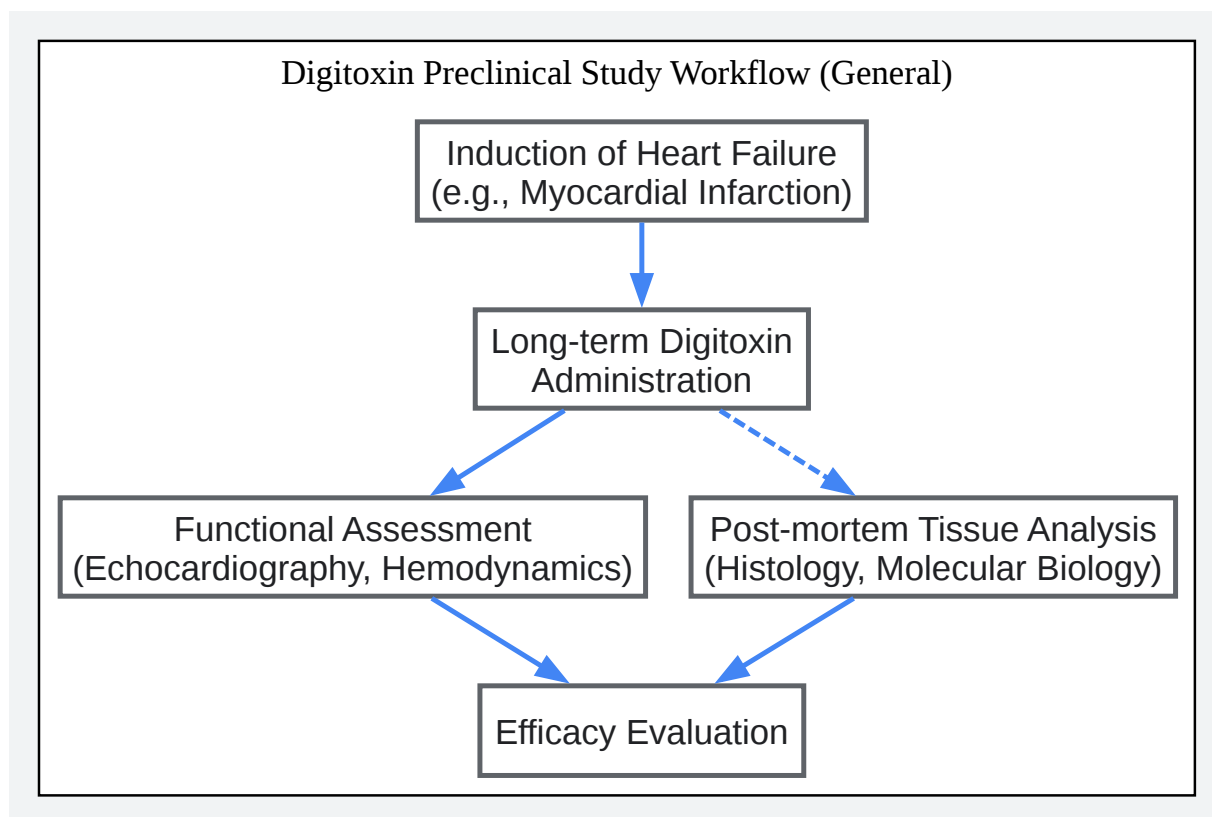 Digitoxin Preclinical Study Workflow (General)
Induction of Heart Failure
(e.g., Myocardial Infarction)
Long-term Digitoxin
Administration
Functional Assessment
(Echocardiography, Hemodynamics)
Post-mortem Tissue Analysis
(Histology, Molecular Biology)
Efficacy Evaluation